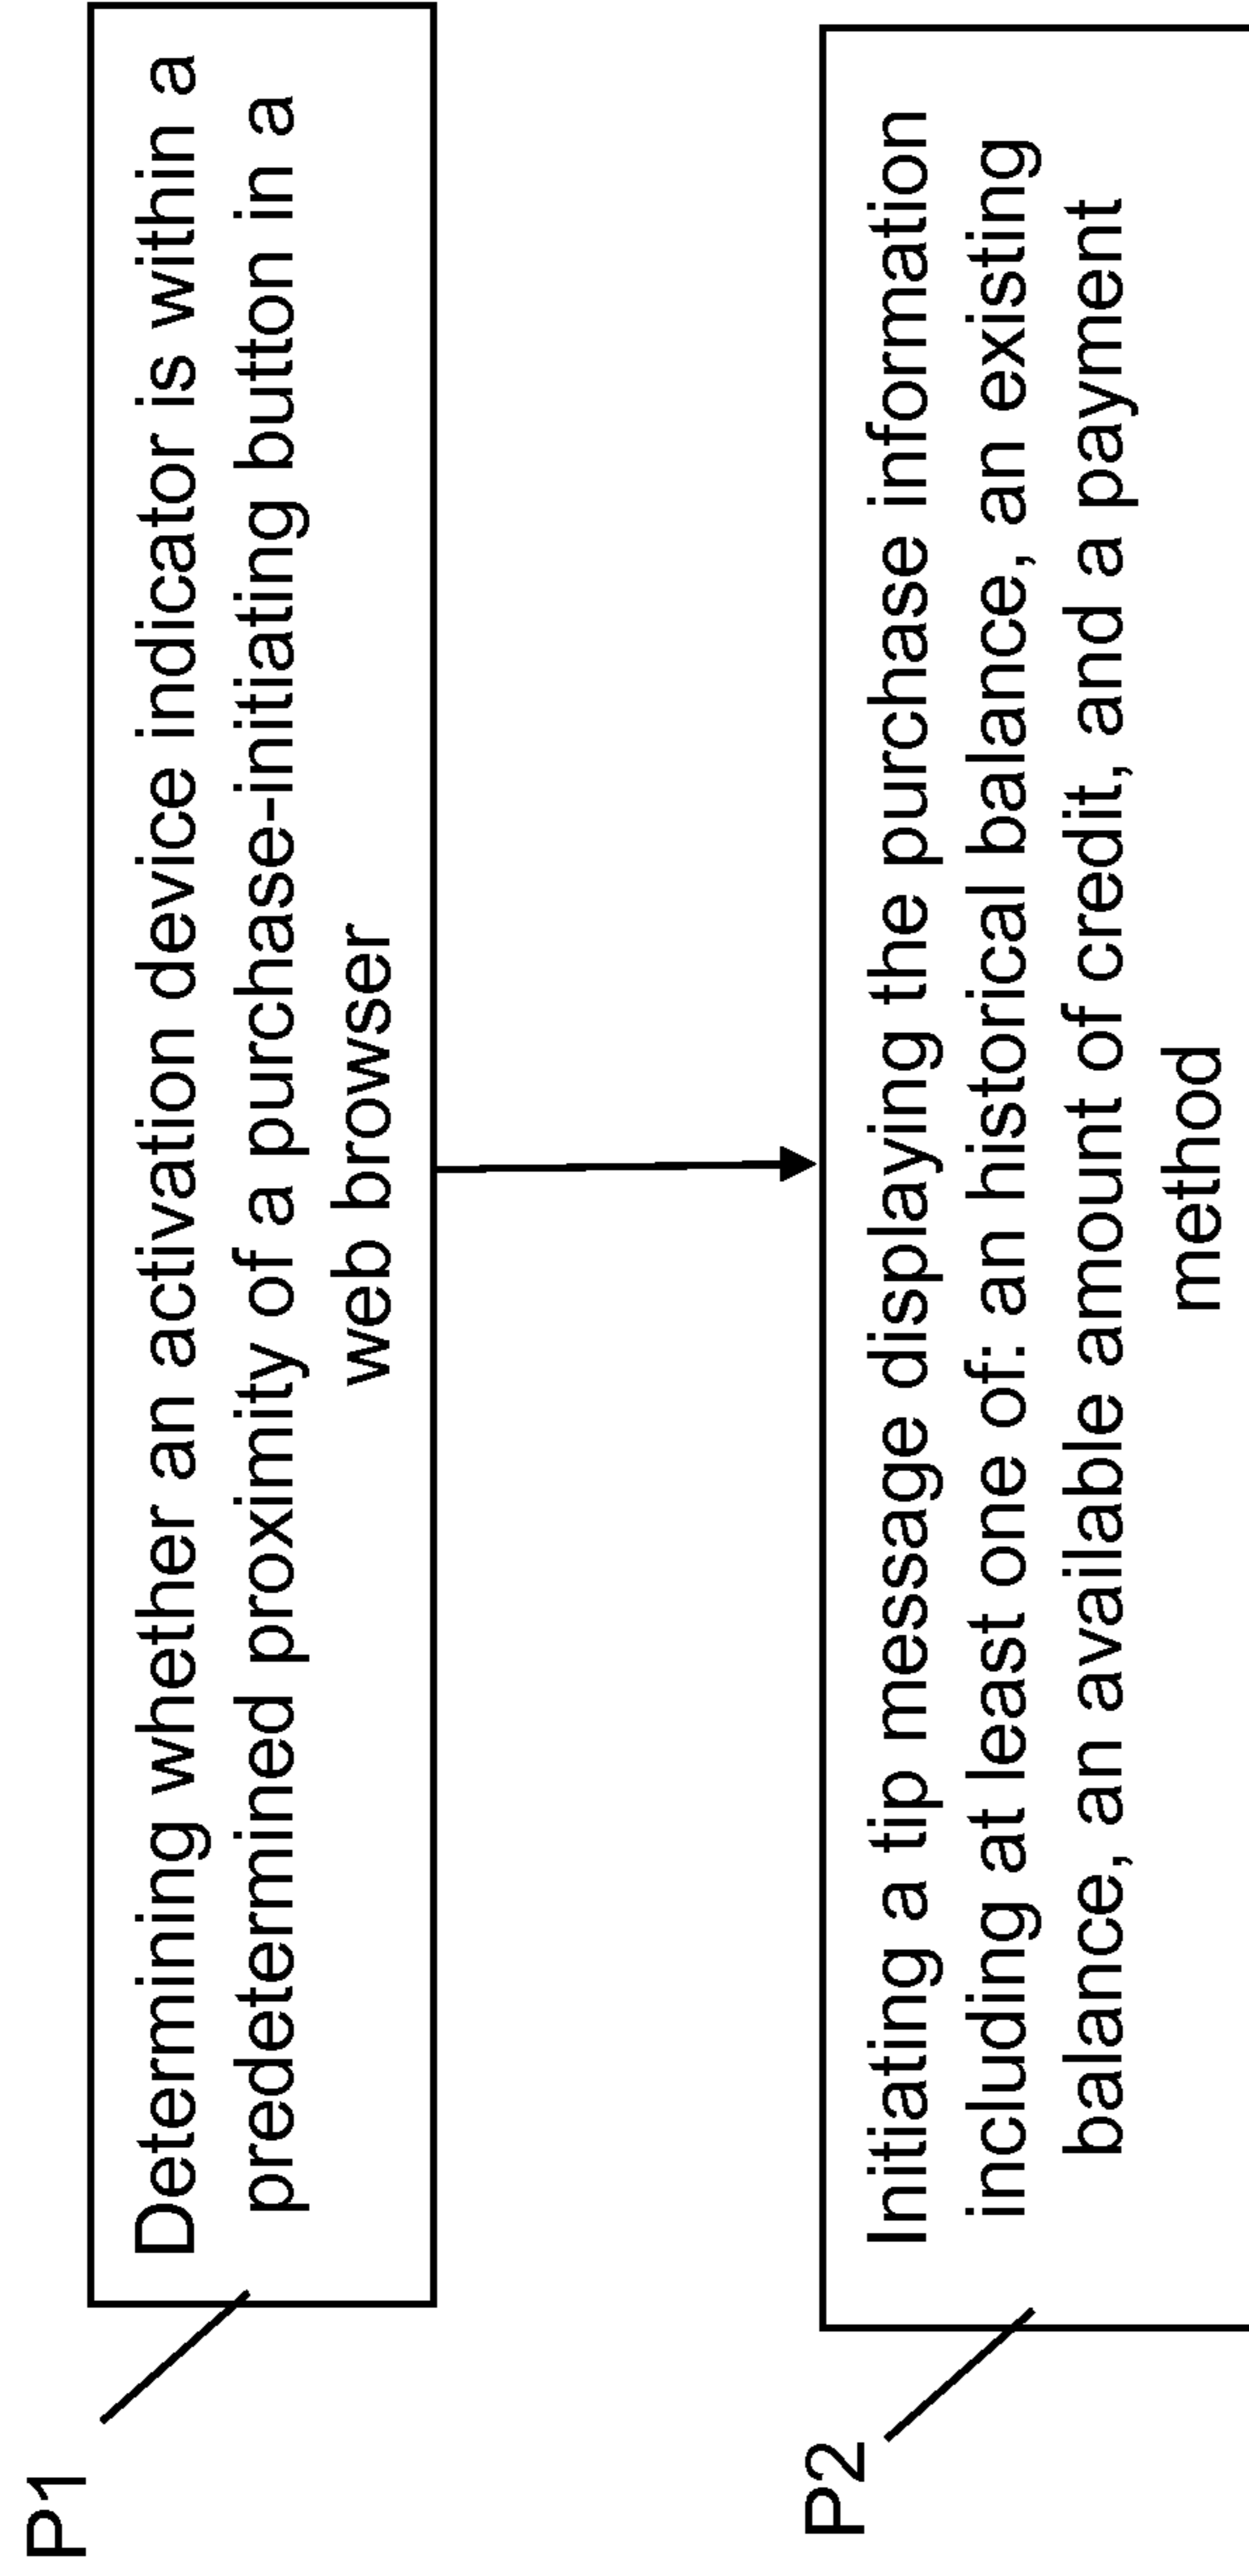 P1
Determining whether an activation device indicator is within a
predetermined proximity of a purchase-initiating button in a
web browser
P2
Initiating a tip message displaying the purchase information
including at least one of: an historical balance, an existing
balance, an available amount of credit, and a payment
method